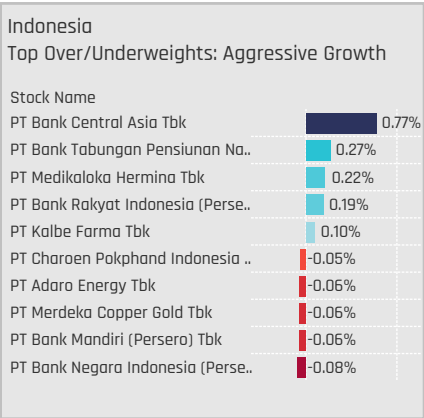 Indonesia
Top Over/Underweights: Aggressive Growth
Stock Name
PT Bank Central Asia Tbk 0.77%
PT Bank Tabungan Pensiunan Na.. 0.27%
PT Medikaloka Hermina Tbk 0.22%
PT Bank Rakyat Indonesia (Perse.. 0.19%
PT Kalbe Farma Tbk 0.10%
PT Charoen Pokphand Indonesia .. -0.05%
PT Adaro Energy Tbk -0.06%
PT Merdeka Copper Gold Tbk -0.06%
PT Bank Mandiri (Persero) Tbk -0.06%
PT Bank Negara Indonesia (Perse.. -0.08%